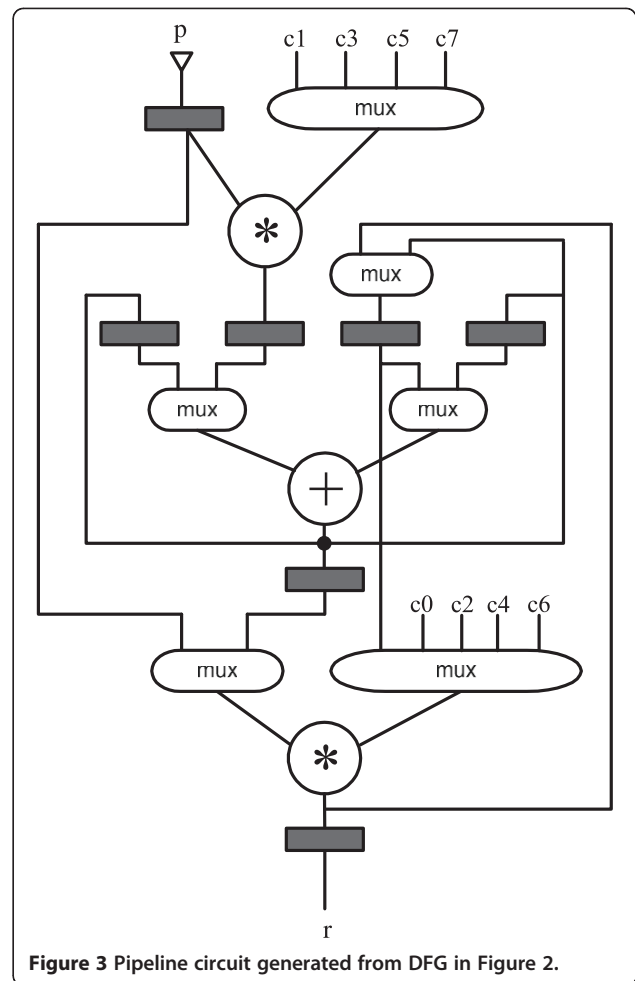 p
c1 c3 c5 c7
mux
*
mux
mux
mux
+
c0 c2 c4 c6
mux
mux
*
r
Figure 3 Pipeline circuit generated from DFG in Figure 2.